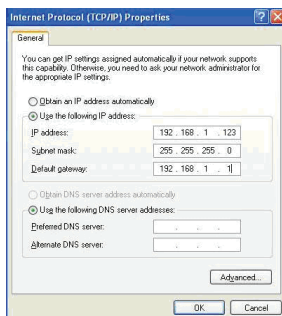 Internet Protocol (TCP/IP) Properties
General
You can get IP settings assigned automatically if your network supports
this capability. Otherwise, you need to ask your network administrator for
the appropriate IP settings.
Obtain an IP address automatically
Use the following IP address:
IP address: 192 . 168 . 1 . 123
Subnet mask: 255 . 255 . 255 . 0
Default gateway: 192 . 168 . 1 . 1
Obtain DNS server address automatically
Use the following DNS server addresses:
Preferred DNS server: . . .
Alternate DNS server: . . .
Advanced...
OK Cancel